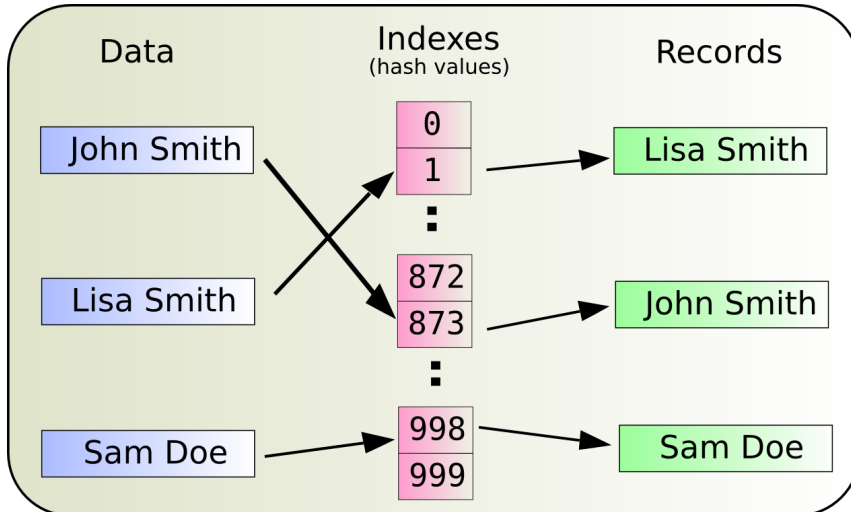 Data
Indexes
(hash values)
Records
John Smith
Lisa Smith
Sam Doe
0
1
:
872
873
:
998
999
Lisa Smith
John Smith
Sam Doe